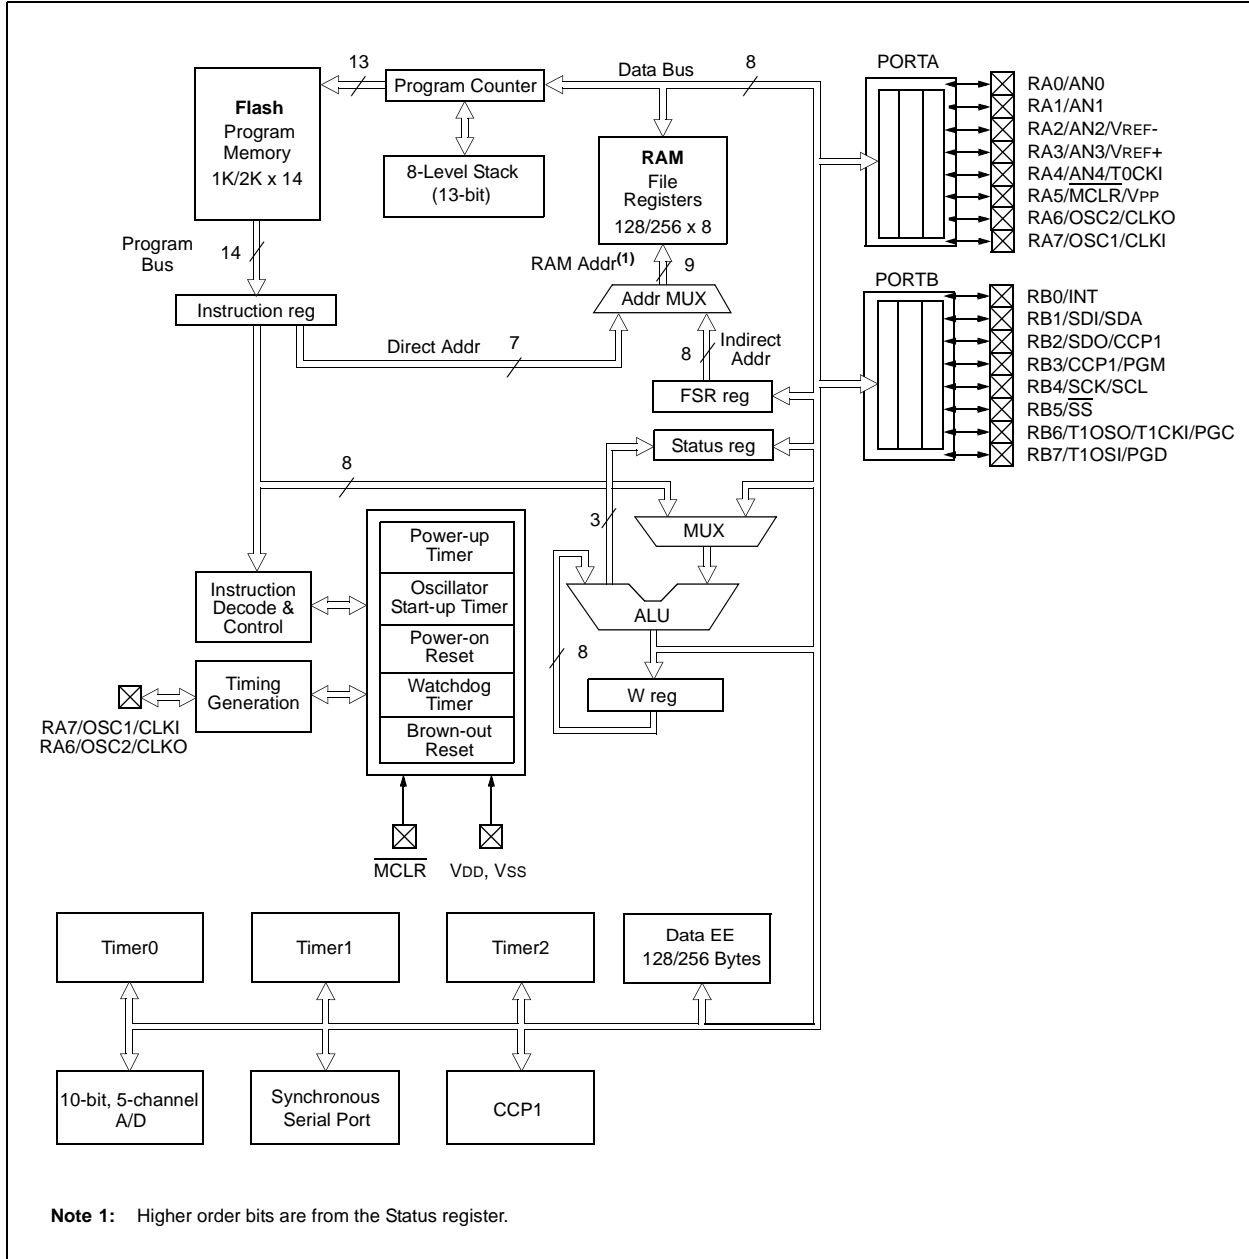 13
Program Counter
Data Bus
8
PORTA
Flash
Program
Memory
1K/2K x 14
8-Level Stack
(13-bit)
RAM
File
Registers
128/256 x 8
RA0/AN0
RA1/AN1
RA2/AN2/VREF-
RA3/AN3/VREF+
RA4/AN4/T0CKI
RA5/MCLR/VPP
RA6/OSC2/CLKO
RA7/OSC1/CLKI
Program
Bus
14
RAM Addr(1)
9
PORTB
Instruction reg
Addr MUX
Direct Addr
7
8
Indirect
Addr
FSR reg
Status reg
RB0/INT
RB1/SDI/SDA
RB2/SDO/CCP1
RB3/CCP1/PGM
RB4/SCK/SCL
RB5/SS
RB6/T1OSO/T1CKI/PGC
RB7/T1OSI/PGD
8
3
MUX
Power-up
Timer
Oscillator
Start-up Timer
Power-on
Reset
Watchdog
Timer
Brown-out
Reset
Instruction
Decode &
Control
ALU
8
W reg
Timing
Generation
RA7/OSC1/CLKI
RA6/OSC2/CLKO
MCLR
VDD, VSS
Timer0
Timer1
Timer2
Data EE
128/256 Bytes
10-bit, 5-channel
A/D
Synchronous
Serial Port
CCP1
Note 1: Higher order bits are from the Status register.